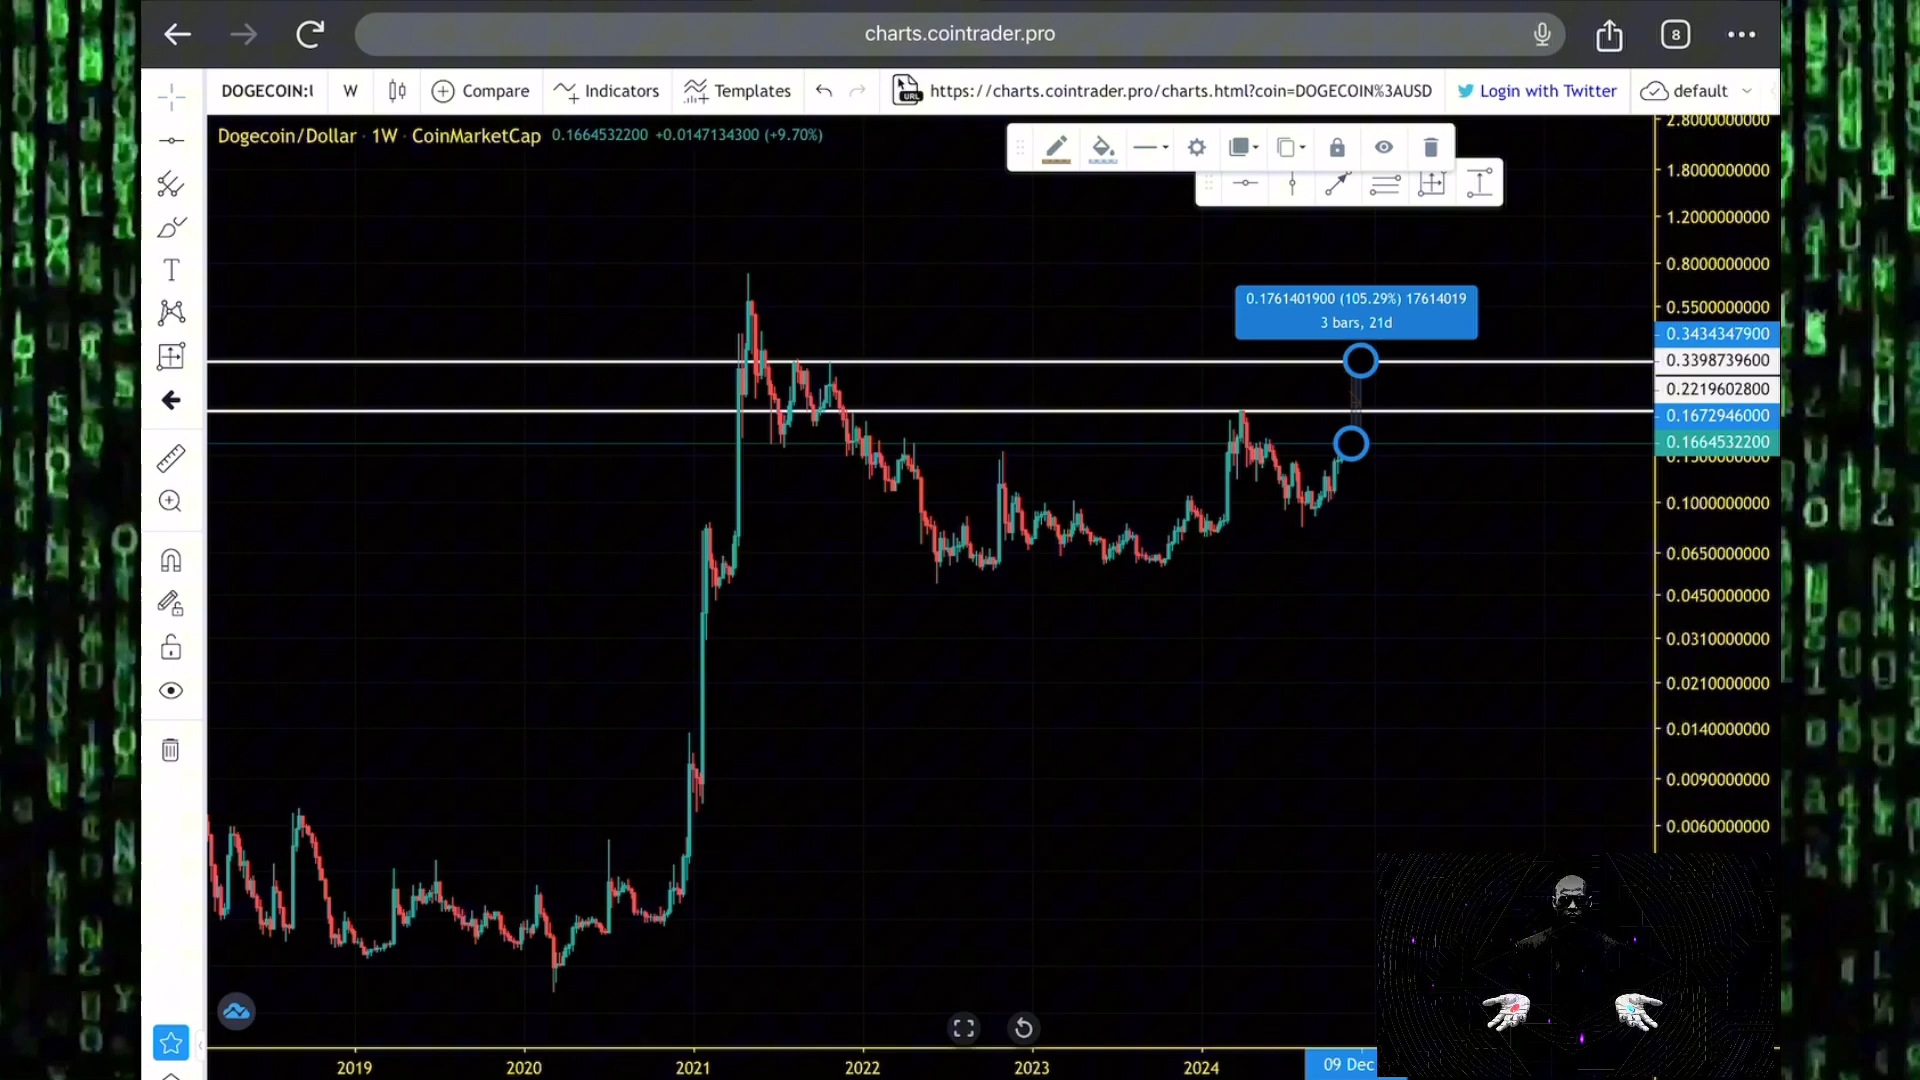 charts.cointrader.pro
8
DOGECOIN:U
W
Compare
Indicators
Templates
https://charts.cointrader.pro/charts.html?coin=DOGECOIN%3AUSD
Login with Twitter
default
URL
Dogecoin/Dollar · 1W · CoinMarketCap 0.1664532200 +0.0147134300 (+9.70%)
2.8000000000
1.8000000000
1.2000000000
0.8000000000
0.5500000000
0.1761401900 (105.29%) 17614019
3 bars, 21d
0.3434347900
0.3398739600
0.2219602800
0.1672946000
0.1664532200
0.1500000000
0.1000000000
0.0650000000
0.0450000000
0.0310000000
0.0210000000
0.0140000000
0.0090000000
0.0060000000
2019
2020
2021
2022
2023
2024
09 Dec